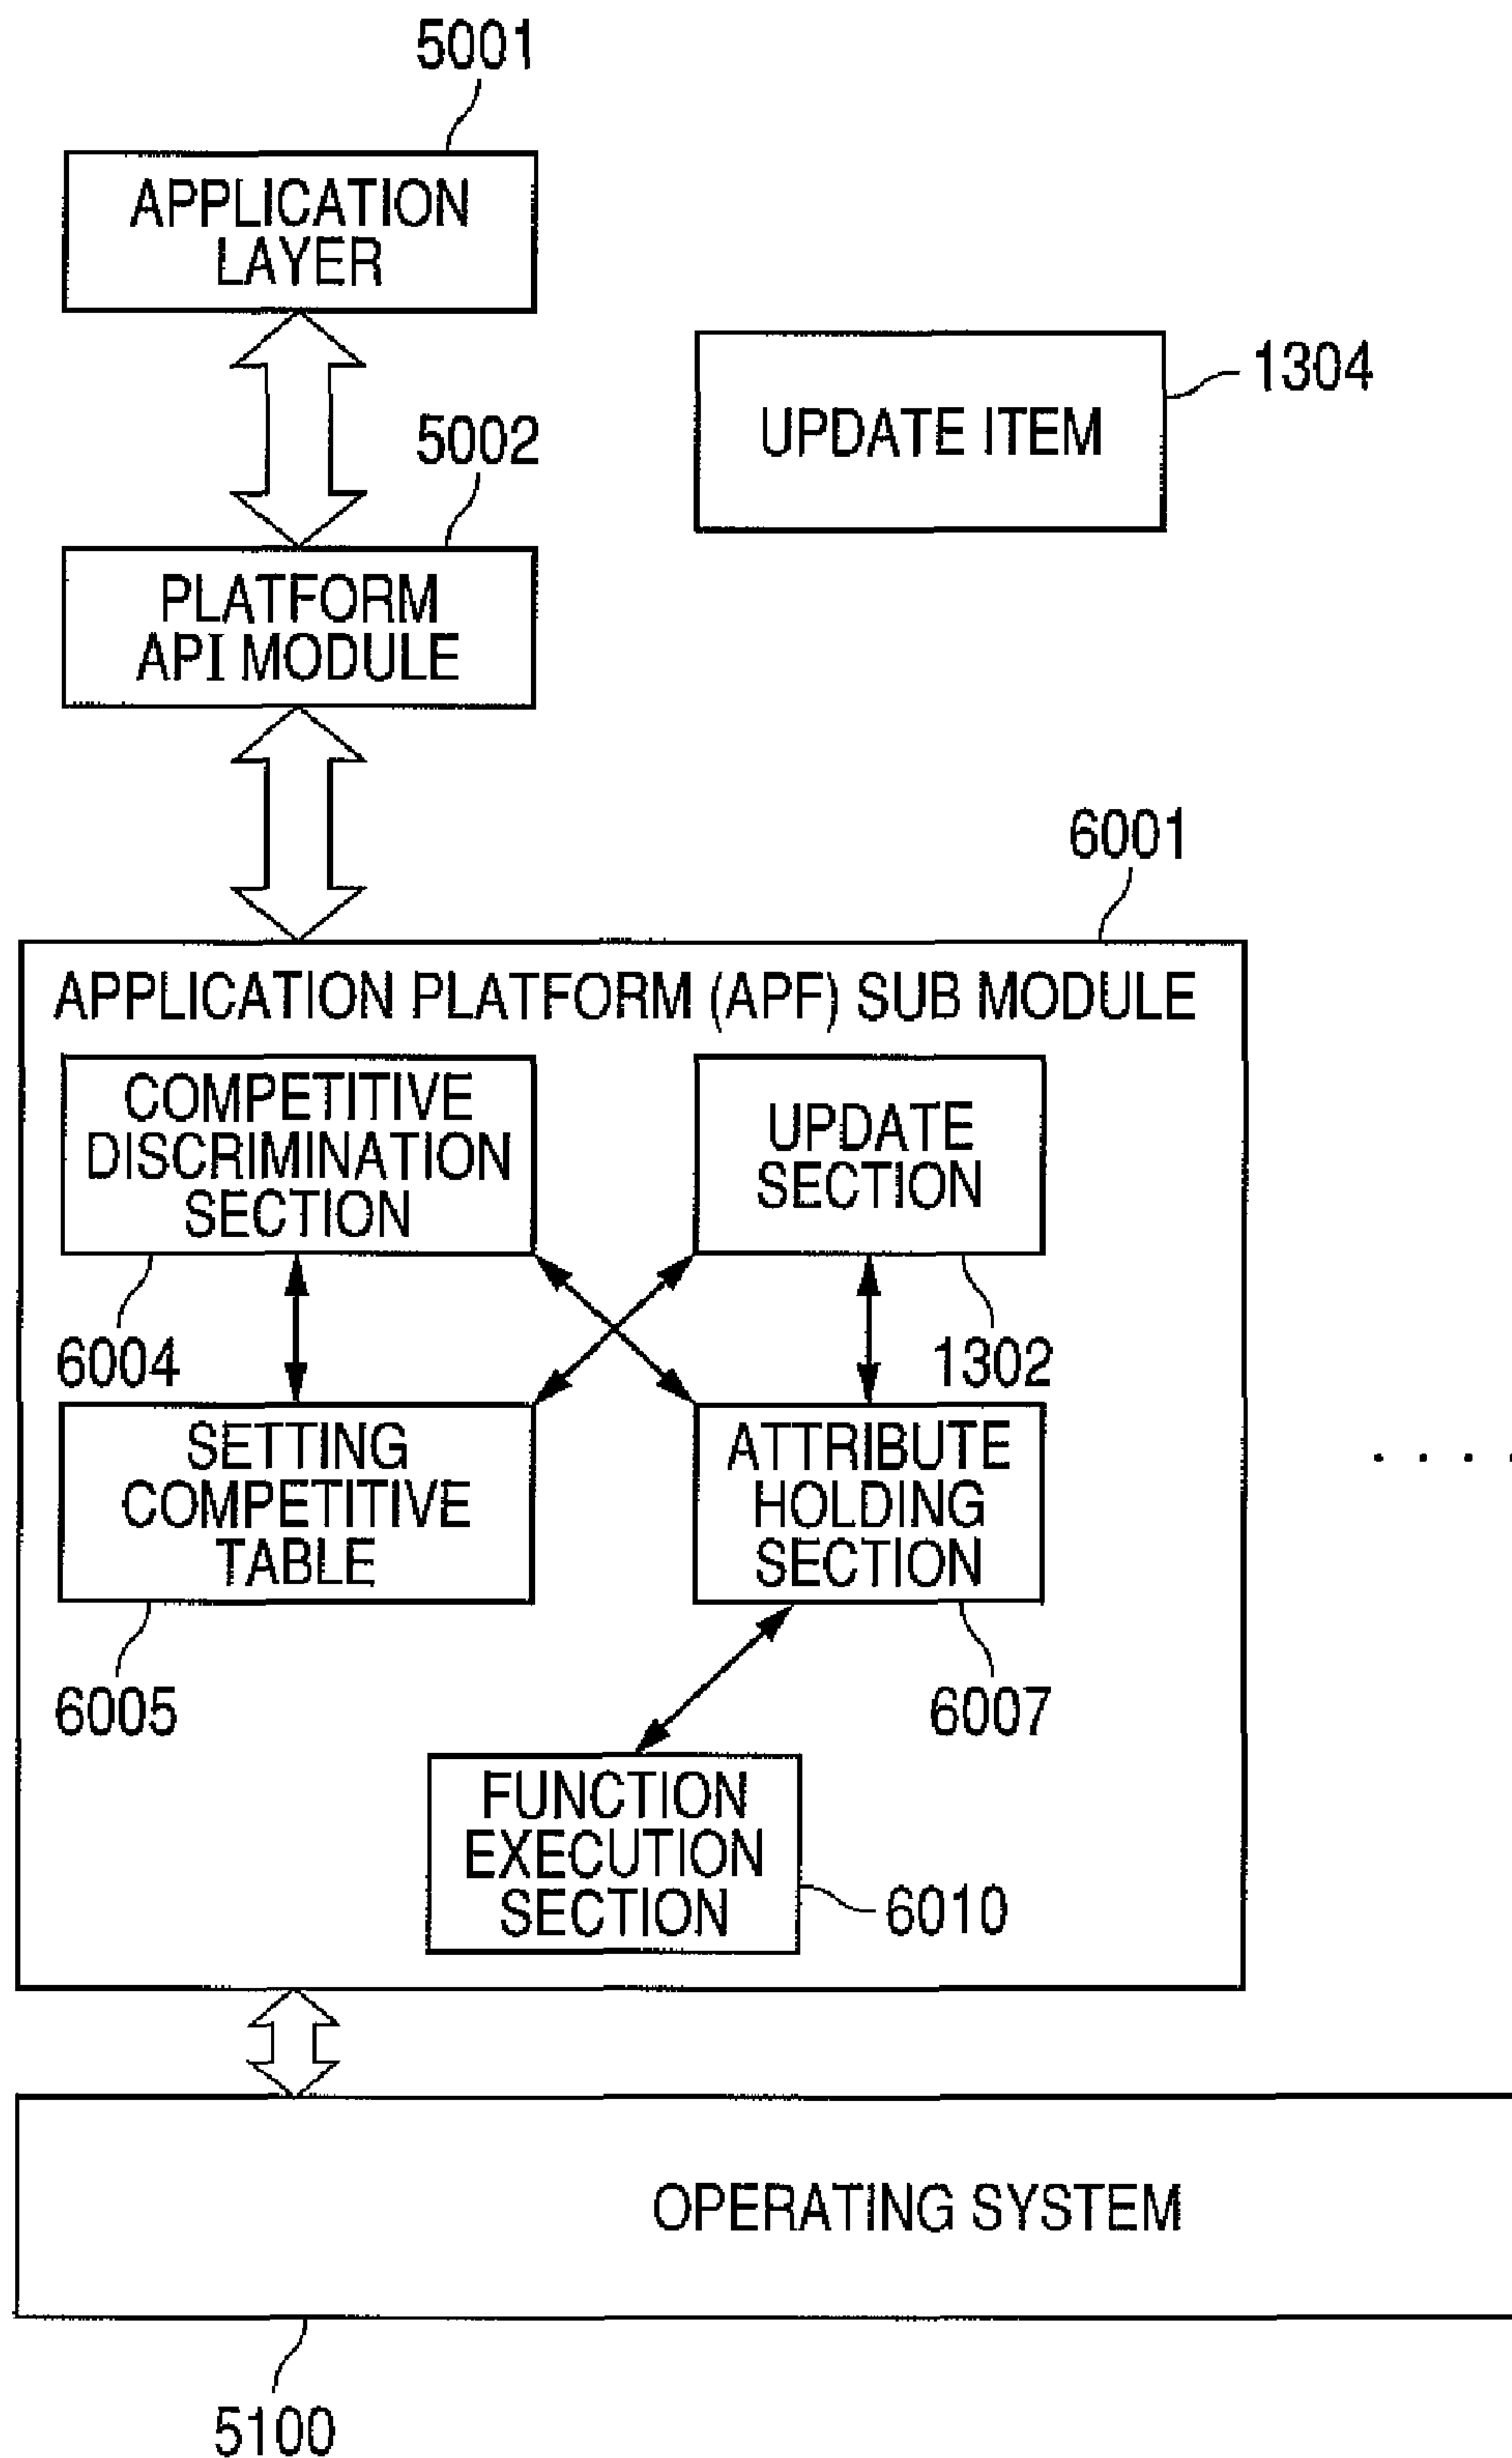 5001
APPLICATION
LAYER
1304
UPDATE ITEM
5002
PLATFORM
API MODULE
6001
APPLICATION PLATFORM (APF) SUB MODULE
COMPETITIVE
DISCRIMINATION
SECTION
UPDATE
SECTION
6004
1302
SETTING
COMPETITIVE
TABLE
ATTRIBUTE
HOLDING
SECTION
. . . .
6005
6007
FUNCTION
EXECUTION
SECTION
6010
OPERATING SYSTEM
5100